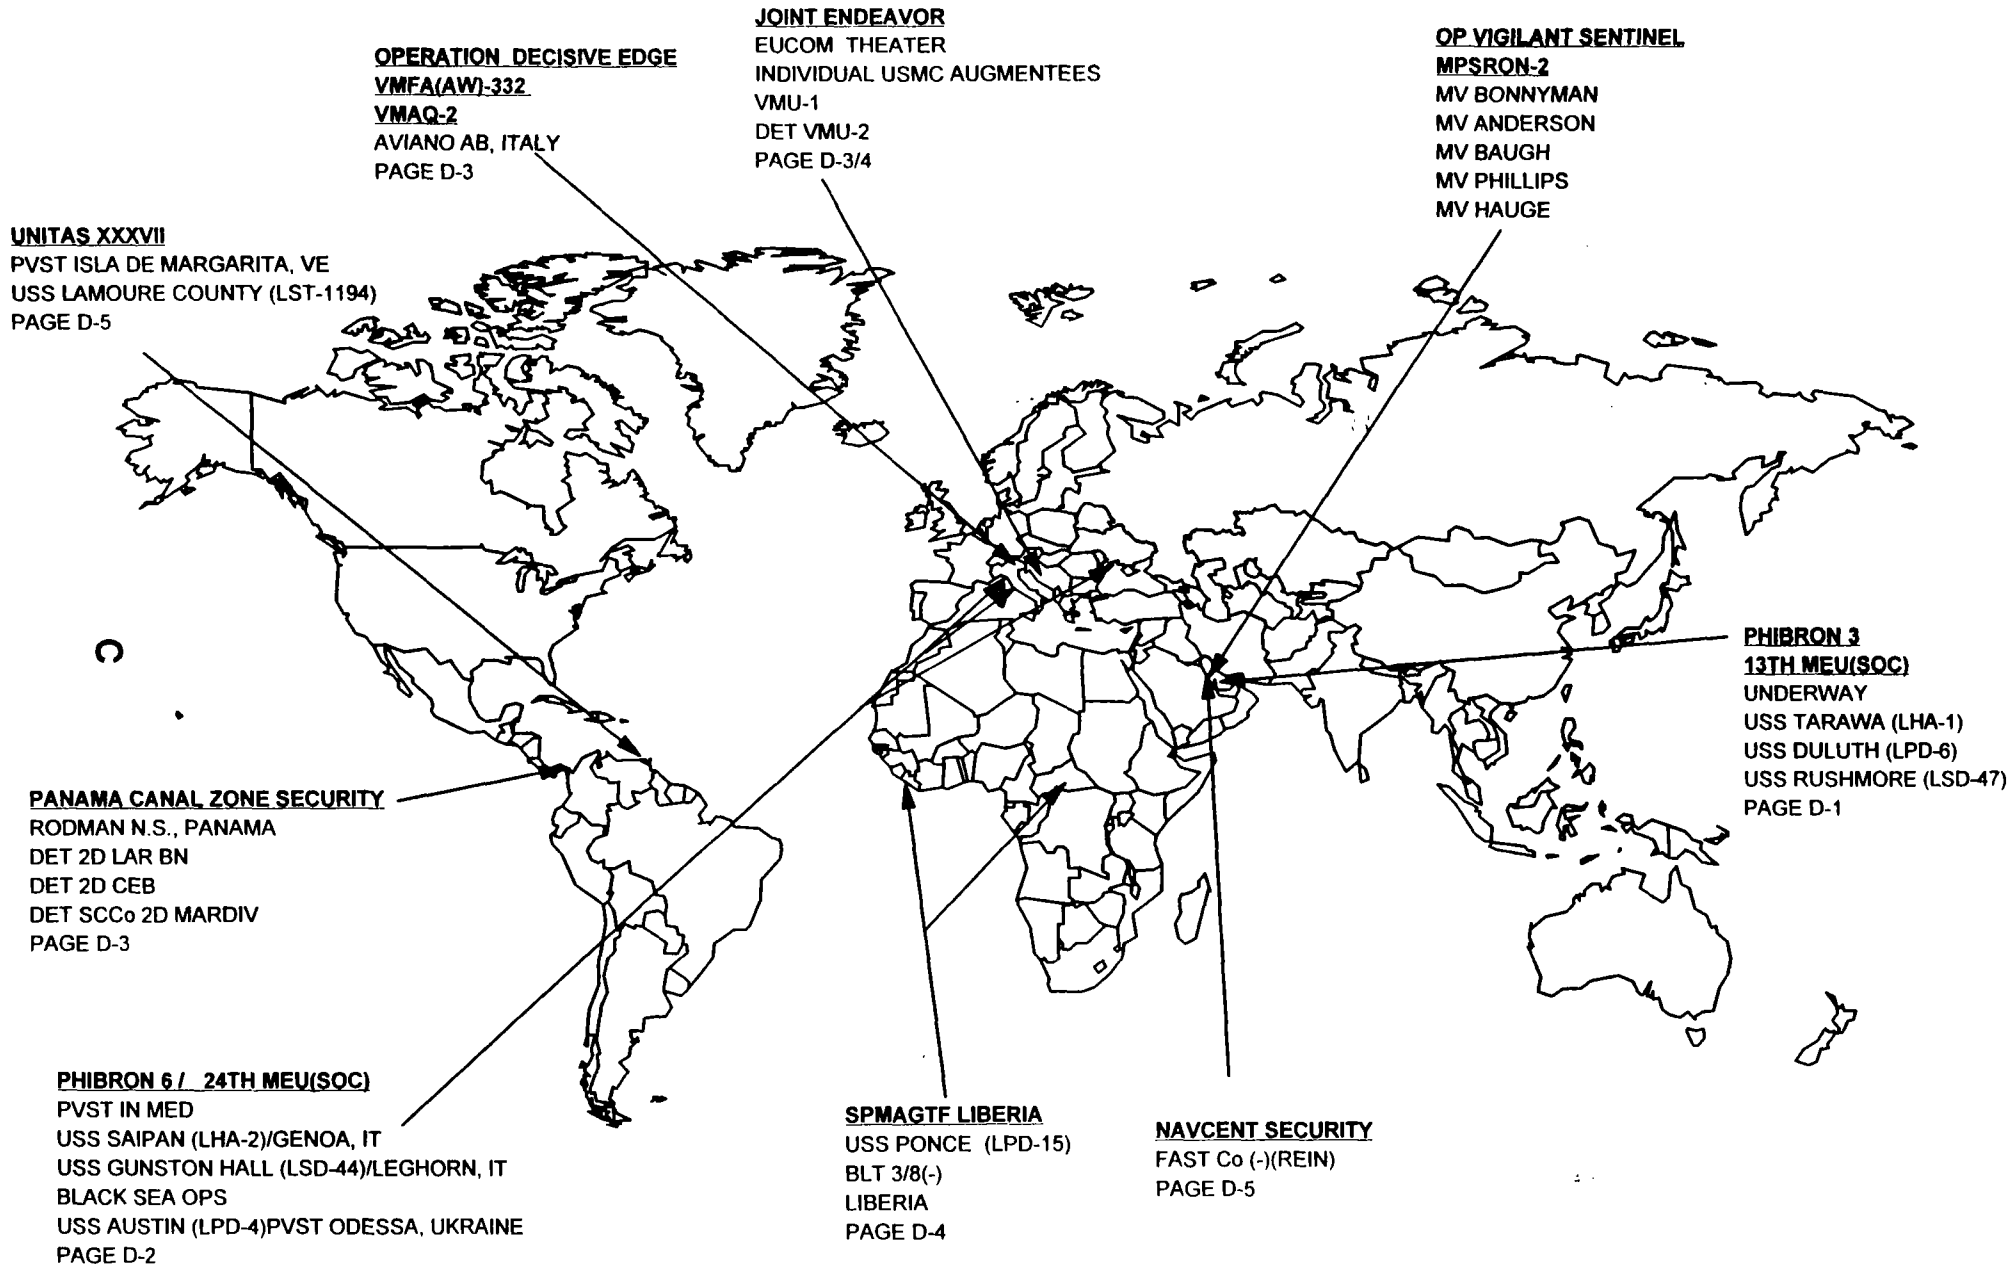 JOINT ENDEAVOR
EUCOM THEATER
INDIVIDUAL USMC AUGMENTEES
VMU-1
DET VMU-2
PAGE D-3/4
OPERATION DECISIVE EDGE
VMFA(AW)-332
VMAQ-2
AVIANO AB, ITALY
PAGE D-3
OP VIGILANT SENTINEL
MPSRON-2
MV BONNYMAN
MV ANDERSON
MV BAUGH
MV PHILLIPS
MV HAUGE
UNITAS XXXVII
PVST ISLA DE MARGARITA, VE
USS LAMOURE COUNTY (LST-1194)
PAGE D-5
C
PHIBRON 3
13TH MEU(SOC)
UNDERWAY
USS TARAWA (LHA-1)
USS DULUTH (LPD-6)
USS RUSHMORE (LSD-47)
PAGE D-1
PANAMA CANAL ZONE SECURITY
RODMAN N.S., PANAMA
DET 2D LAR BN
DET 2D CEB
DET SCCo 2D MARDIV
PAGE D-3
PHIBRON 6 / 24TH MEU(SOC)
PVST IN MED
USS SAIPAN (LHA-2)/GENOA, IT
USS GUNSTON HALL (LSD-44)/LEGHORN, IT
BLACK SEA OPS
USS AUSTIN (LPD-4)PVST ODESSA, UKRAINE
PAGE D-2
SPMAGTF LIBERIA
USS PONCE (LPD-15)
BLT 3/8(-)
LIBERIA
PAGE D-4
NAVCENT SECURITY
FAST Co (-)(REIN)
PAGE D-5